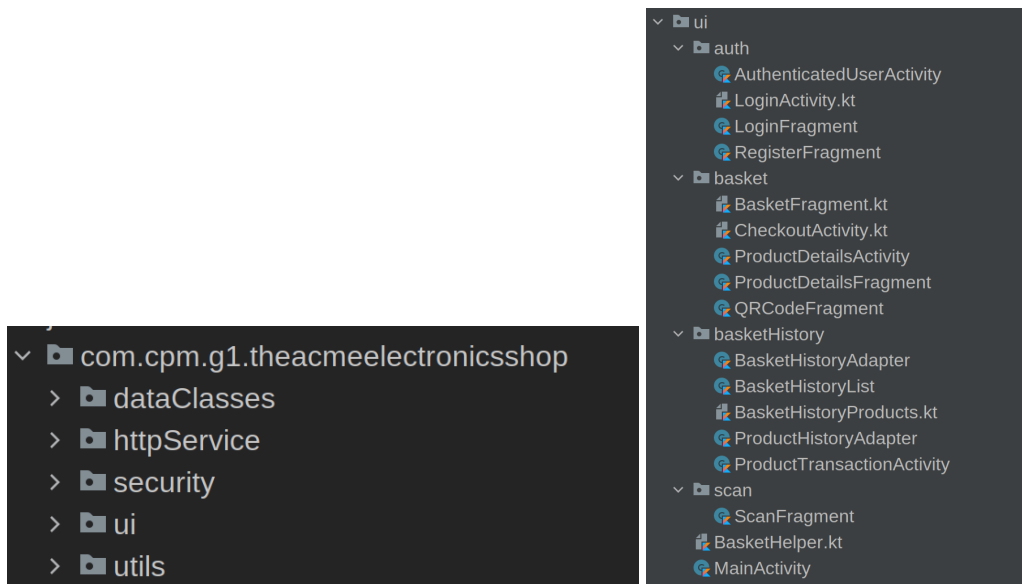 com.cpm.g1.theacmeelectronicsshop
dataClasses
httpService
security
ui
utils
ui
auth
AuthenticatedUserActivity
LoginActivity.kt
LoginFragment
RegisterFragment
basket
BasketFragment.kt
CheckoutActivity.kt
ProductDetailsActivity
ProductDetailsFragment
QRCodeFragment
basketHistory
BasketHistoryAdapter
BasketHistoryList
BasketHistoryProducts.kt
ProductHistoryAdapter
ProductTransactionActivity
scan
ScanFragment
BasketHelper.kt
MainActivity